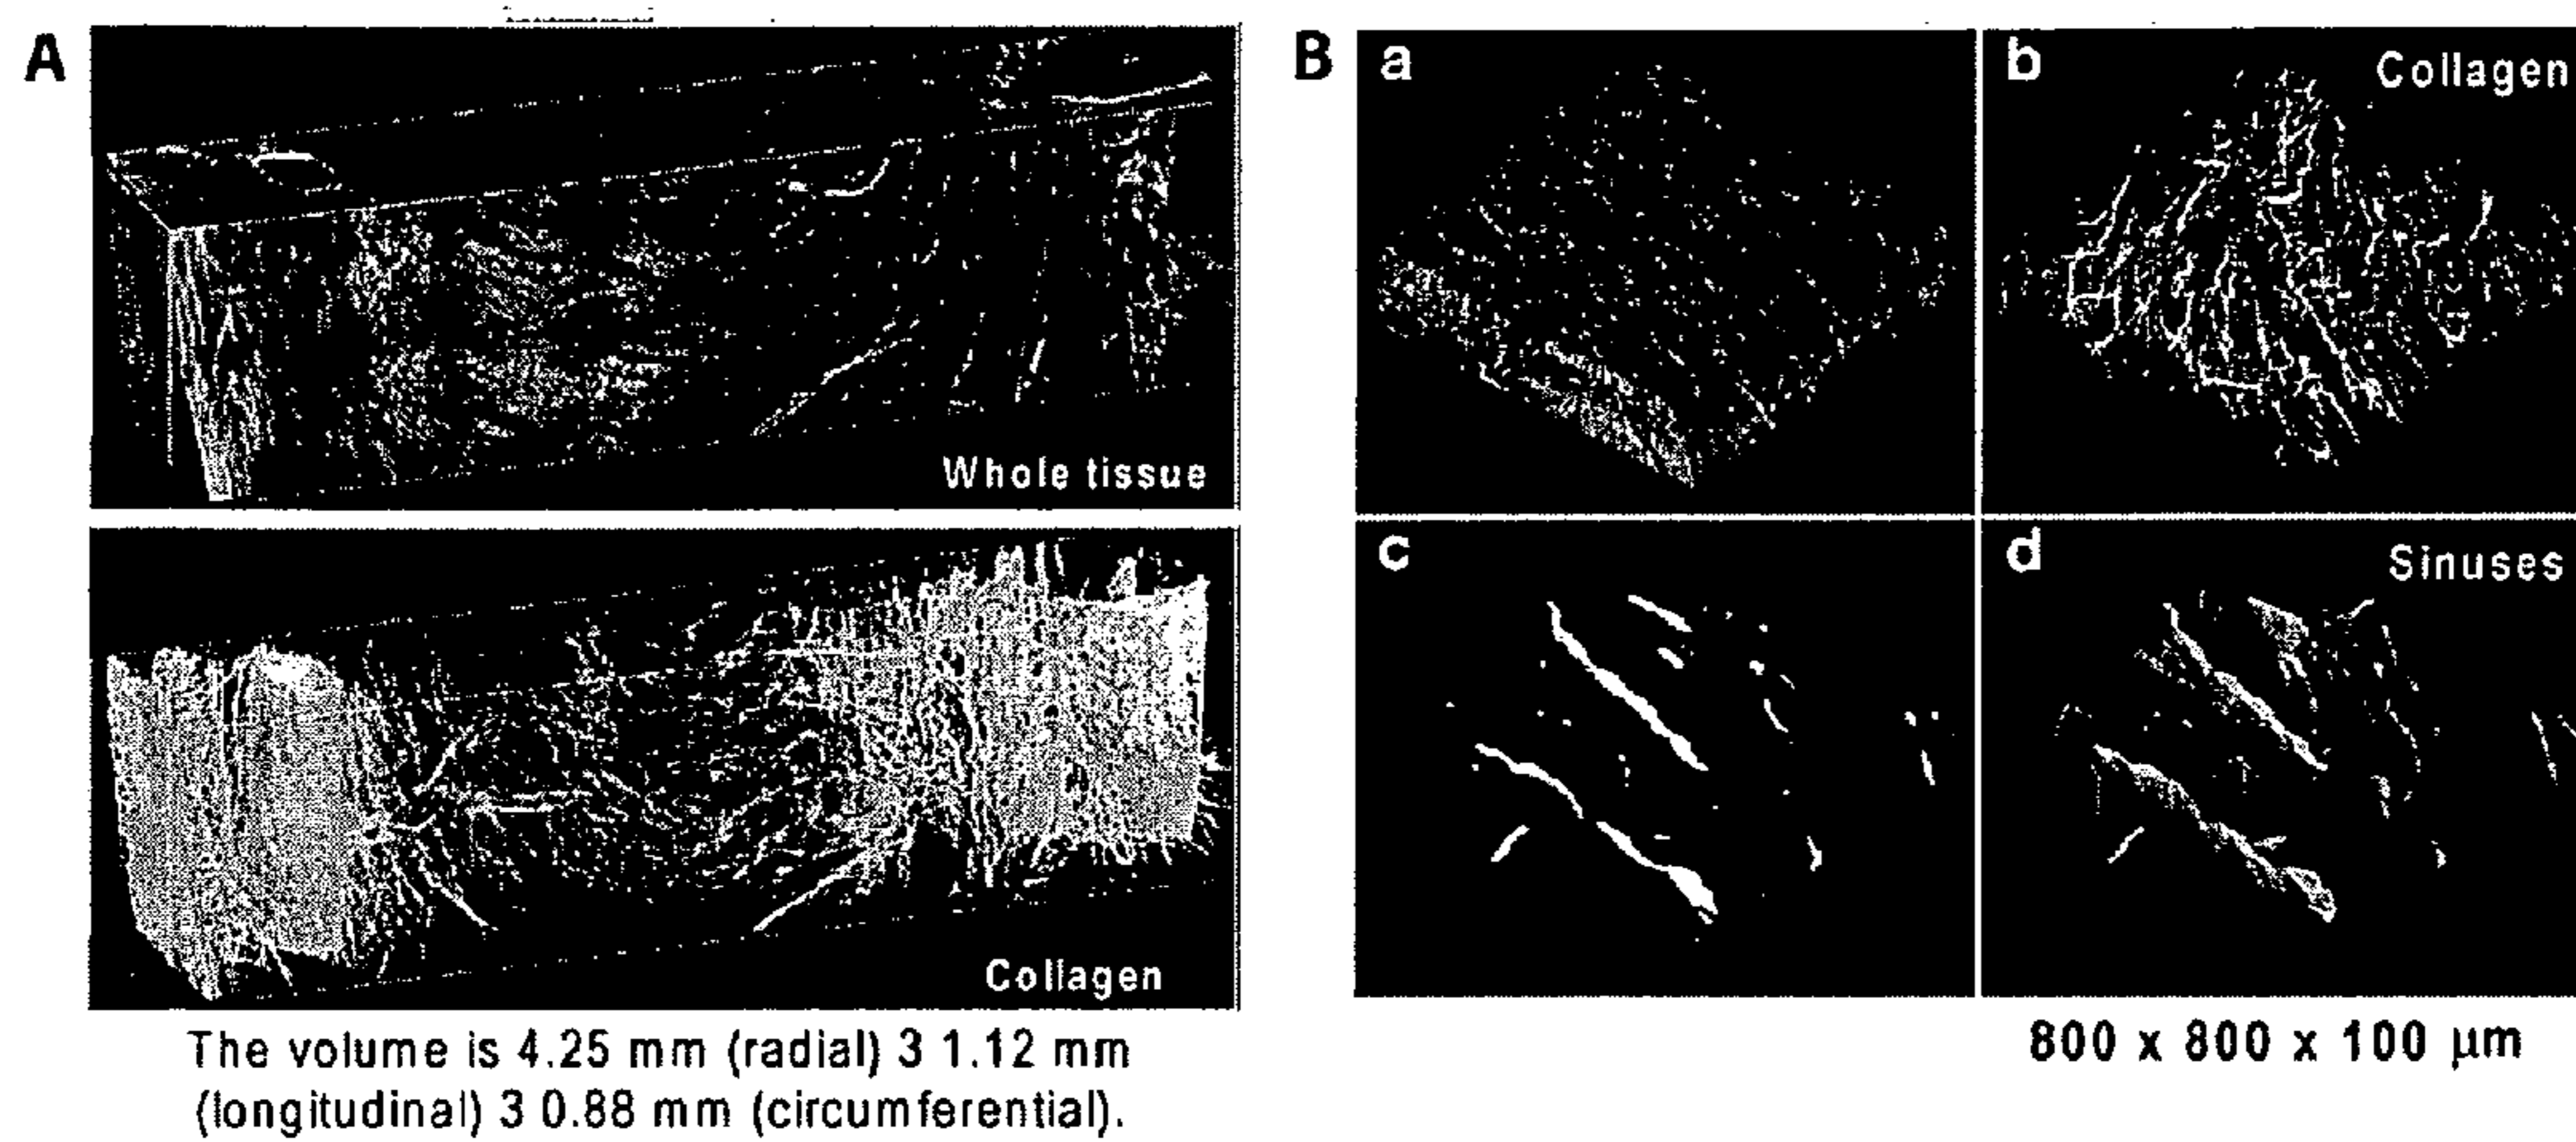 A
Whole tissue
Collagen
The volume is 4.25 mm (radial) 3 1.12 mm
(longitudinal) 3 0.88 mm (circumferential).
B
a
b
Collagen
c
d
Sinuses
800 x 800 x 100 μm